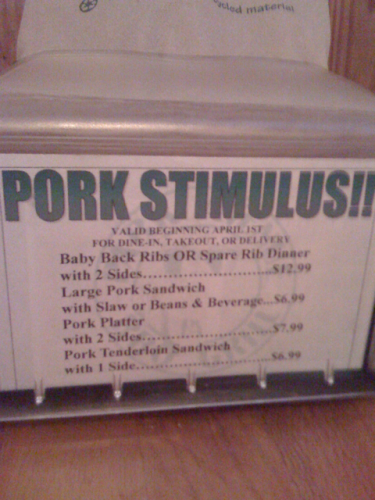 material
PORK STIMULUS!!
VALID BEGINNING APRIL 1ST
FOR DINE-IN, TAKEOUT, OR DELIVERY
Baby Back Ribs OR Spare Rib Dinner
with 2 Sides........................$12.99
Large Pork Sandwich
with Slaw or Beans & Beverage...$6.99
Pork Platter
with 2 Sides........................$7.99
Pork Tenderloin Sandwich
with 1 Side..........................$6.99